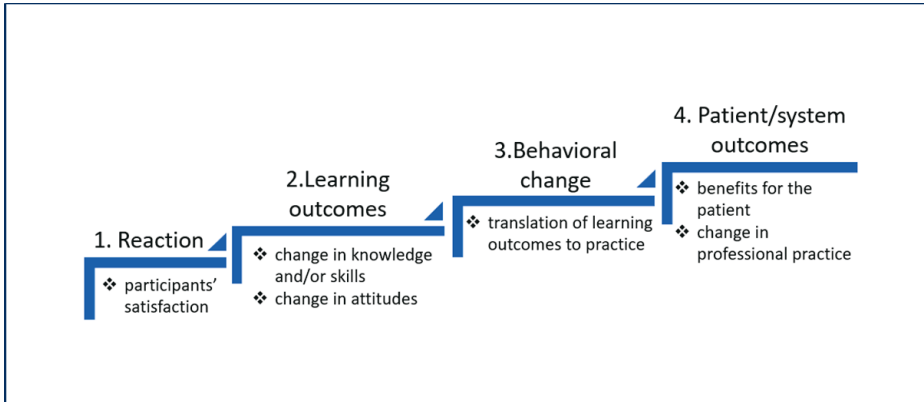 1. Reaction
❖ participants'
satisfaction
2.Learning
outcomes
❖ change in knowledge
and/or skills
❖ change in attitudes
3.Behavioral
change
❖ translation of learning
outcomes to practice
4. Patient/system
outcomes
❖ benefits for the
patient
❖ change in
professional practice